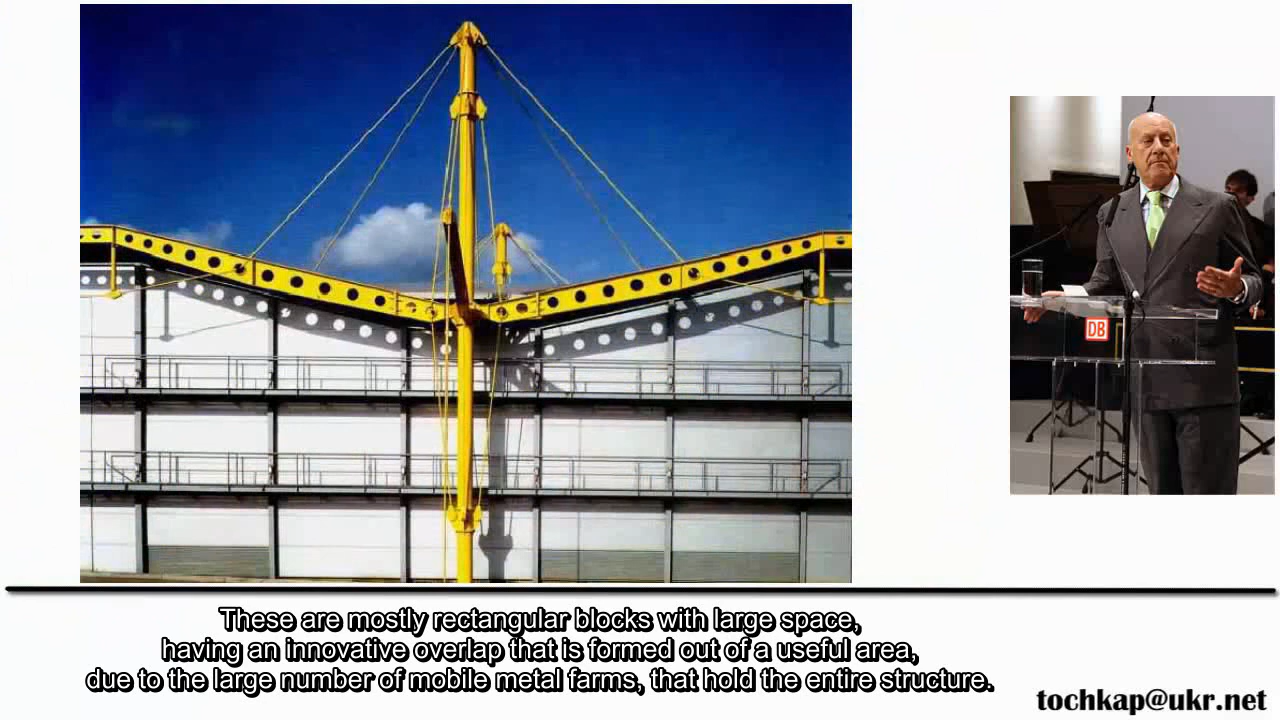 DB
These are mostly rectangular blocks with large space,
having an innovative overlap that is formed out of a useful area,
due to the large number of mobile metal farms, that hold the entire structure.
tochkap@ukr.net